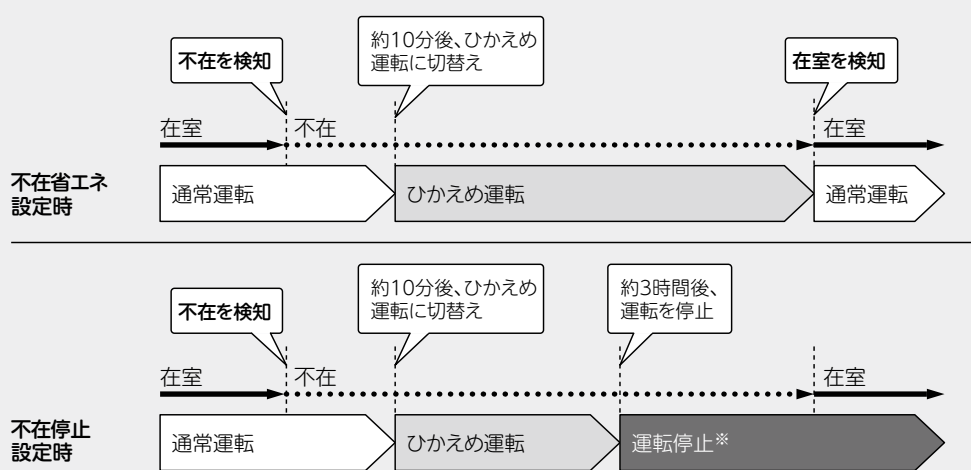 約10分後、ひかえめ
運転に切替え
不在を検知
在室を検知
在室
不在
在室
不在省エネ
設定時
通常運転
ひかえめ運転
通常運転
約10分後、ひかえめ
運転に切替え
約3時間後、
運転を停止
不在を検知
在室
不在
在室
不在停止
設定時
通常運転
ひかえめ運転
運転停止※